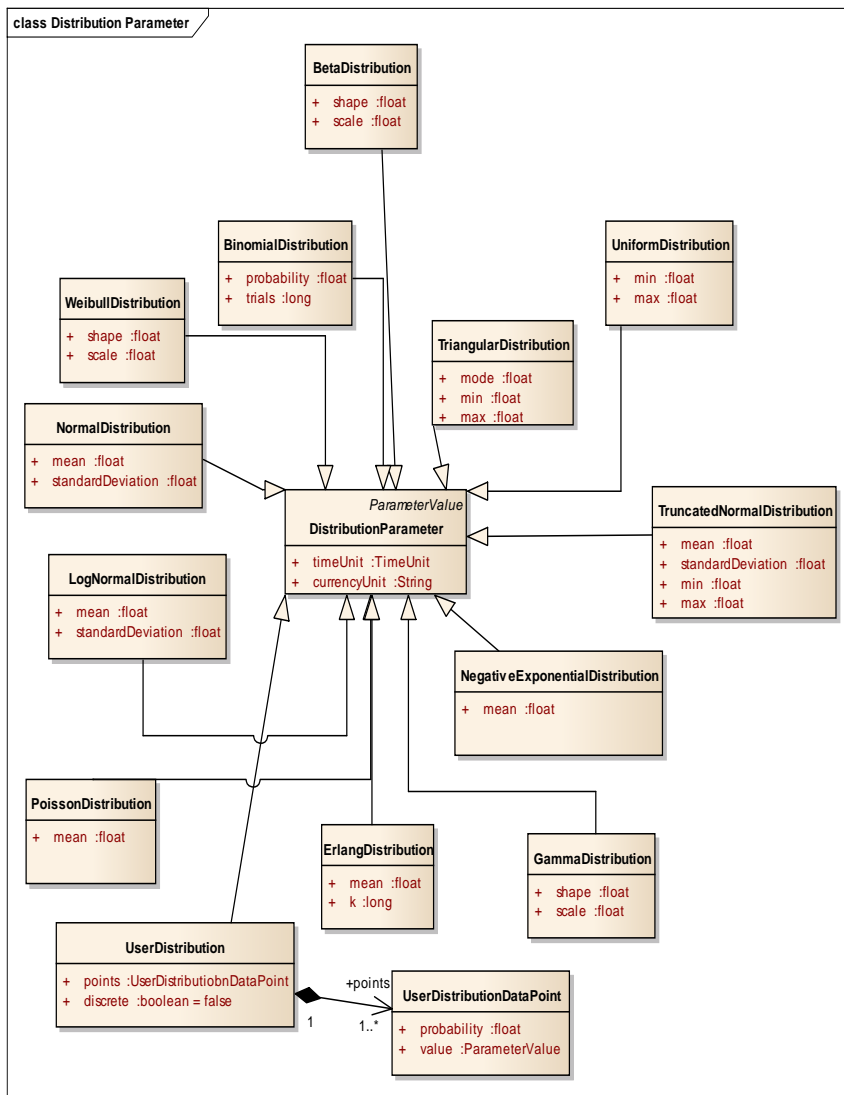 class Distribution Parameter
BetaDistribution
+ shape :float
+ scale :float
BinomialDistribution
+ probability :float
+ trials :long
UniformDistribution
+ min :float
+ max :float
WeibullDistribution
+ shape :float
+ scale :float
TriangularDistribution
+ mode :float
+ min :float
+ max :float
NormalDistribution
+ mean :float
+ standardDeviation :float
ParameterValue
DistributionParameter
+ timeUnit :TimeUnit
+ currencyUnit :String
TruncatedNormalDistribution
+ mean :float
+ standardDeviation :float
+ min :float
+ max :float
LogNormalDistribution
+ mean :float
+ standardDeviation :float
NegativeExponentialDistribution
+ mean :float
PoissonDistribution
+ mean :float
ErlangDistribution
+ mean :float
+ k :long
GammaDistribution
+ shape :float
+ scale :float
UserDistribution
+ points :UserDistributiobnDataPoint
+ discrete :boolean = false
+points
1
1..*
UserDistributionDataPoint
+ probability :float
+ value :ParameterValue